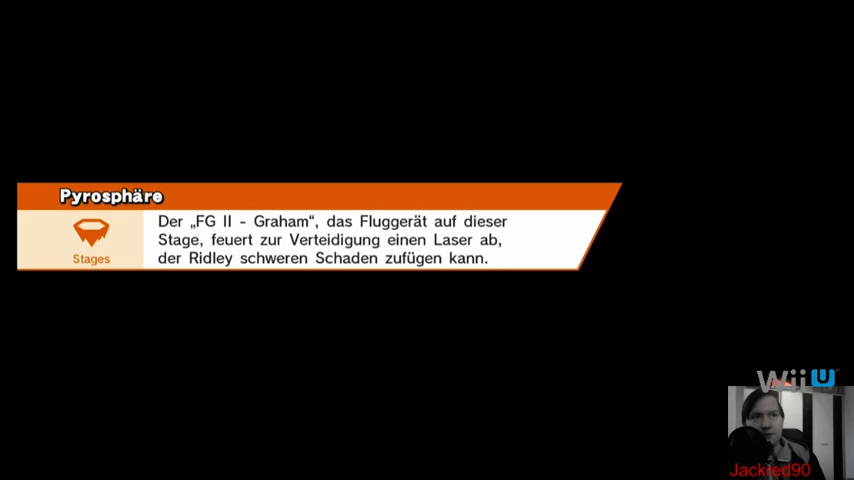 Pyrosphäre
Stages
Der „FG II - Graham“, das Fluggerät auf dieser
Stage, feuert zur Verteidigung einen Laser ab,
der Ridley schweren Schaden zufügen kann.
Wii U
Jackred90